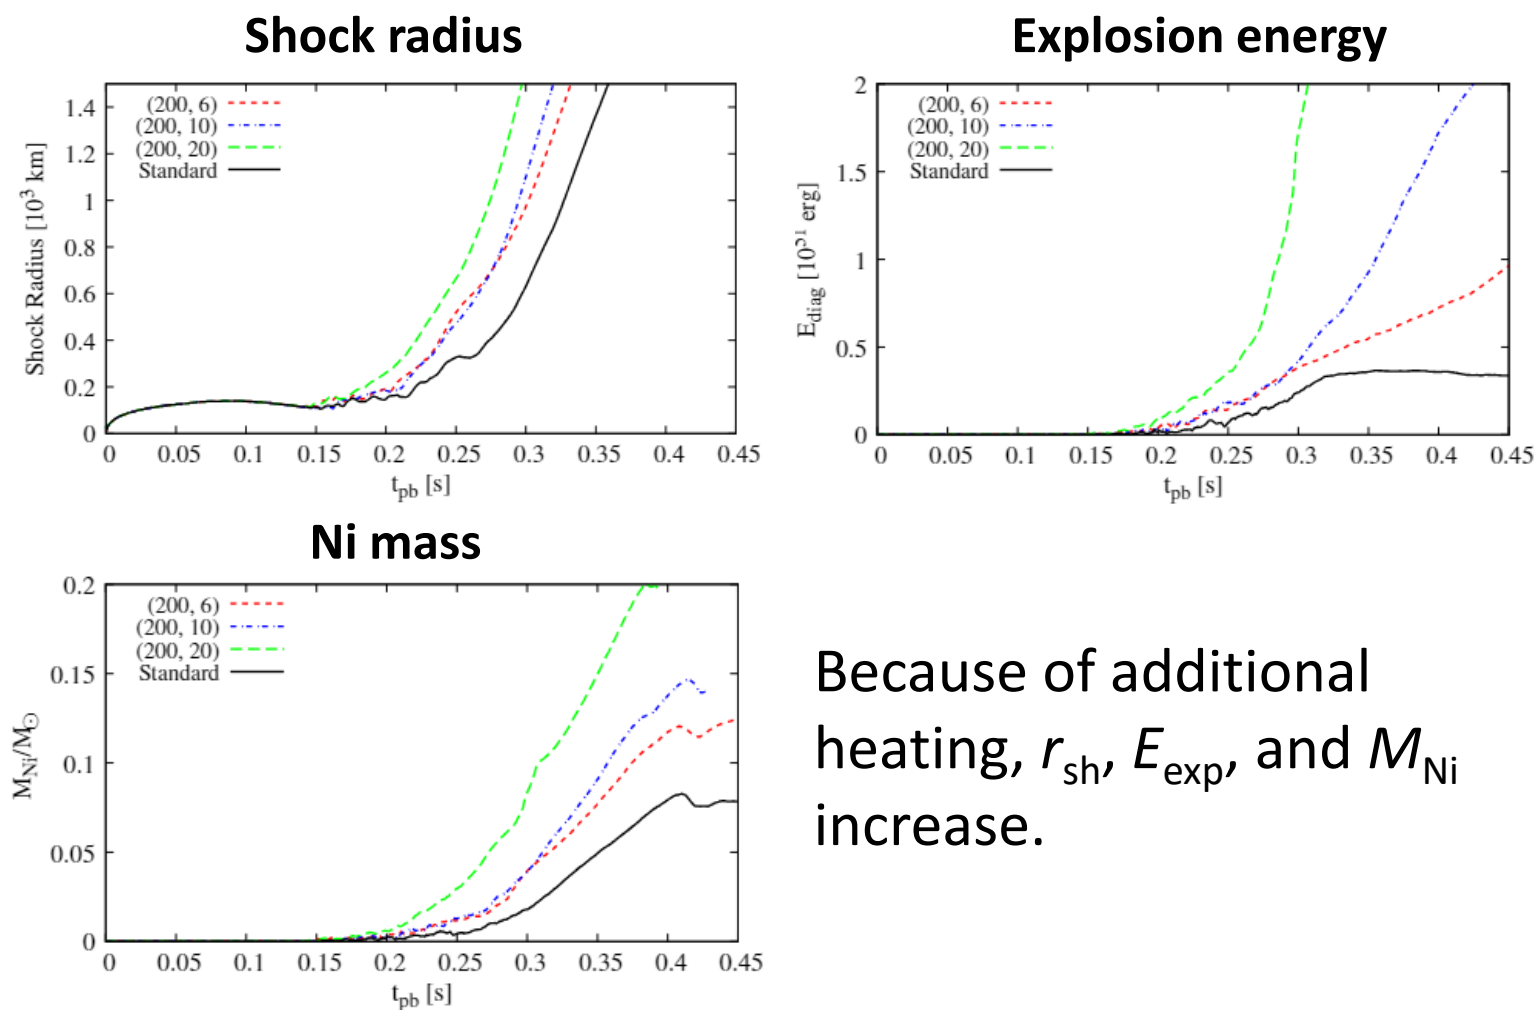 Shock radius
(200, 6)
(200, 10)
(200, 20)
Standard
Shock Radius [10³ km]
1.4
1.2
1
0.8
0.6
0.4
0.2
0
0 0.05 0.1 0.15 0.2 0.25 0.3 0.35 0.4 0.45
t_pb [s]
Explosion energy
(200, 6)
(200, 10)
(200, 20)
Standard
E_diag [10⁵¹ erg]
2
1.5
1
0.5
0
0 0.05 0.1 0.15 0.2 0.25 0.3 0.35 0.4 0.45
t_pb [s]
Ni mass
(200, 6)
(200, 10)
(200, 20)
Standard
M_Ni/M_⊙
0.2
0.15
0.1
0.05
0
0 0.05 0.1 0.15 0.2 0.25 0.3 0.35 0.4 0.45
t_pb [s]
Because of additional
heating, r_sh, E_exp, and M_Ni
increase.